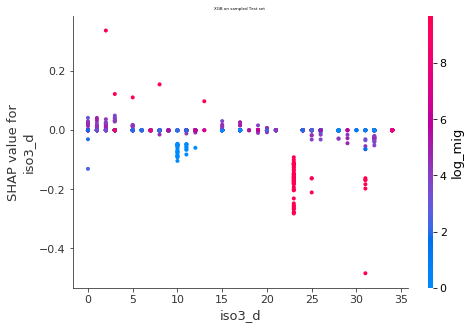 XGB on sampled Test set
SHAP value for
iso3_d
0.2
0.0
−0.2
−0.4
0 5 10 15 20 25 30 35
iso3_d
8
6
4
2
0
log_mig